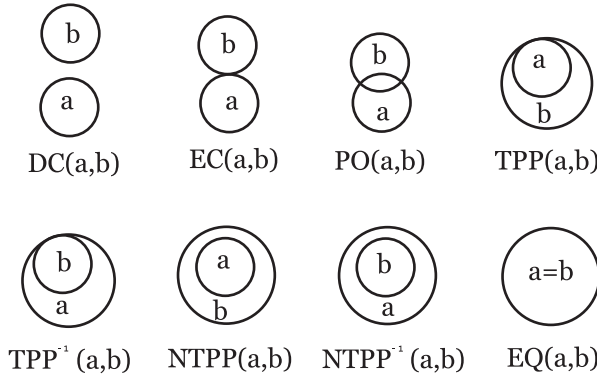 b b b a
a a a b
DC(a,b) EC(a,b) PO(a,b) TPP(a,b)
b a b a=b
a b a
TPP⁻¹ (a,b) NTPP(a,b) NTPP⁻¹ (a,b) EQ(a,b)